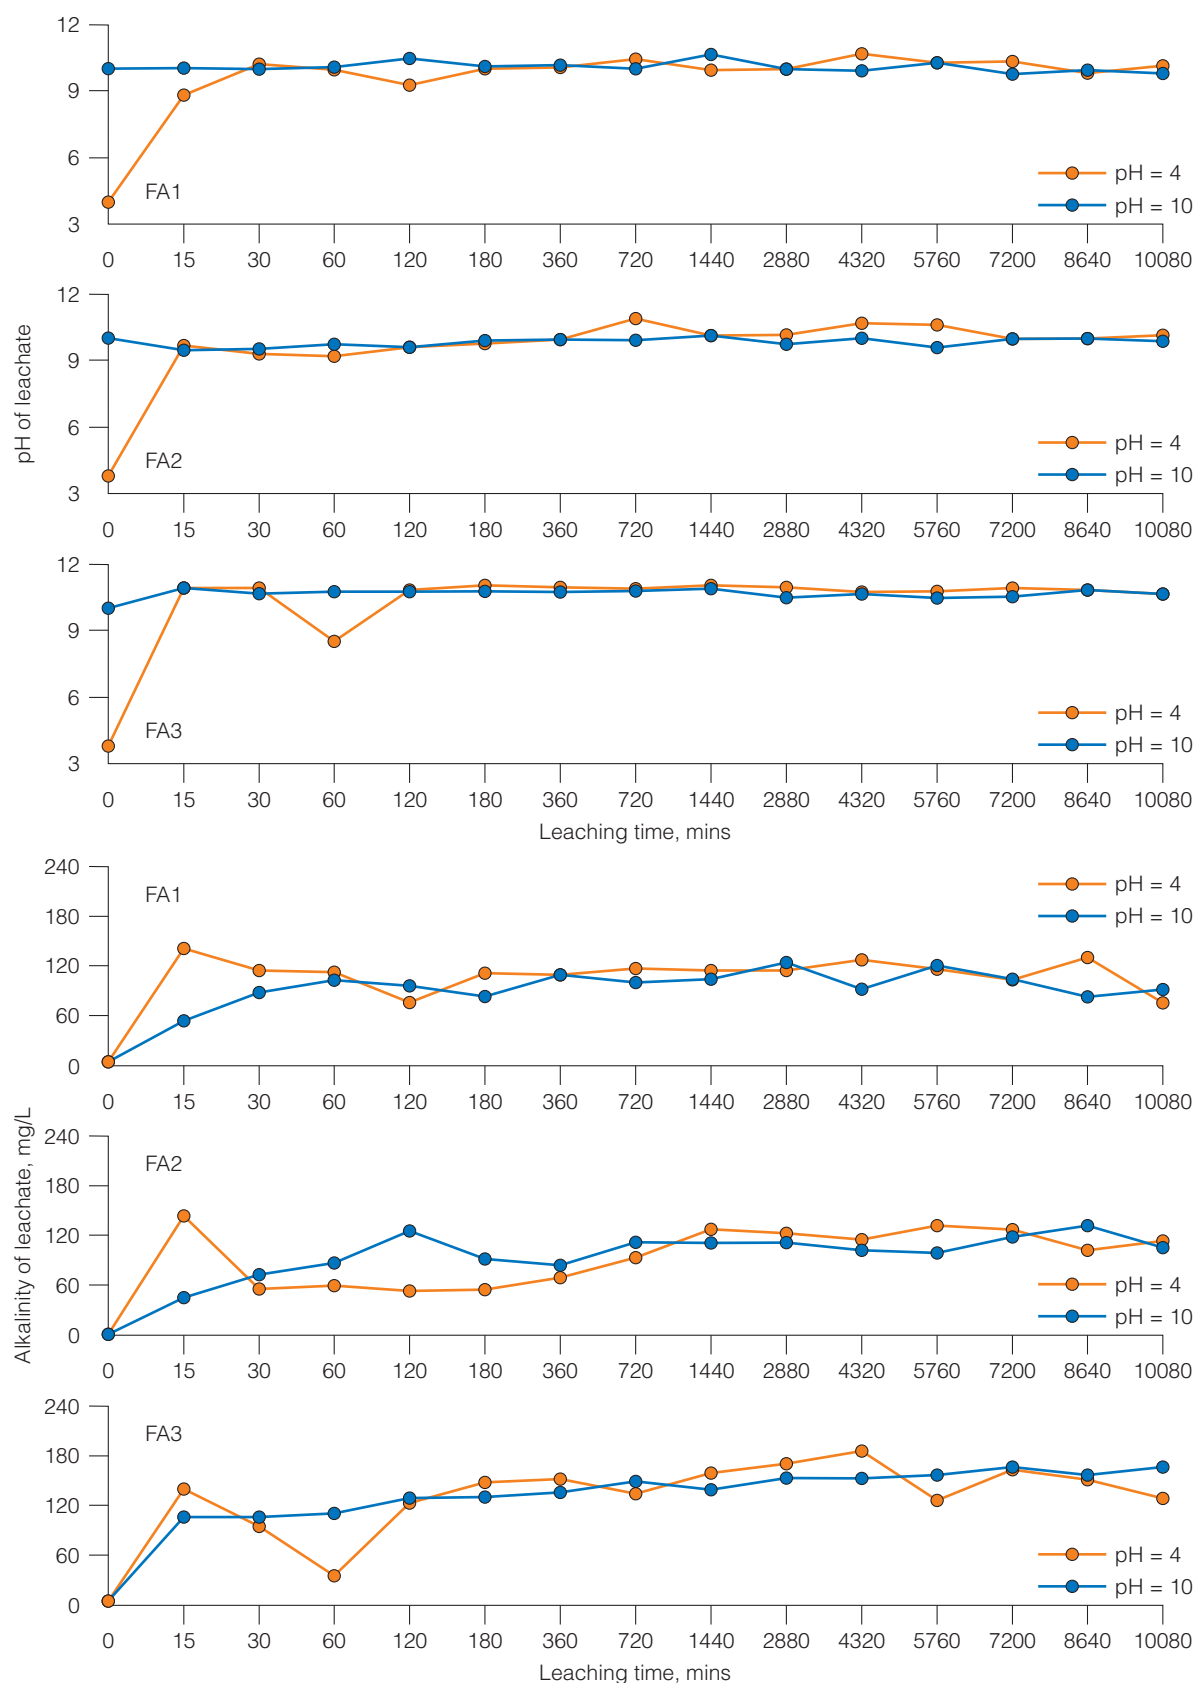 12
9
6
3
FA1
pH = 4
pH = 10
0 15 30 60 120 180 360 720 1440 2880 4320 5760 7200 8640 10080
pH of leachate
12
9
6
3
FA2
pH = 4
pH = 10
0 15 30 60 120 180 360 720 1440 2880 4320 5760 7200 8640 10080
12
9
6
3
FA3
pH = 4
pH = 10
0 15 30 60 120 180 360 720 1440 2880 4320 5760 7200 8640 10080
Leaching time, mins
240
180
120
60
0
FA1
pH = 4
pH = 10
0 15 30 60 120 180 360 720 1440 2880 4320 5760 7200 8640 10080
Alkalinity of leachate, mg/L
240
180
120
60
0
FA2
pH = 4
pH = 10
0 15 30 60 120 180 360 720 1440 2880 4320 5760 7200 8640 10080
240
180
120
60
0
FA3
pH = 4
pH = 10
0 15 30 60 120 180 360 720 1440 2880 4320 5760 7200 8640 10080
Leaching time, mins